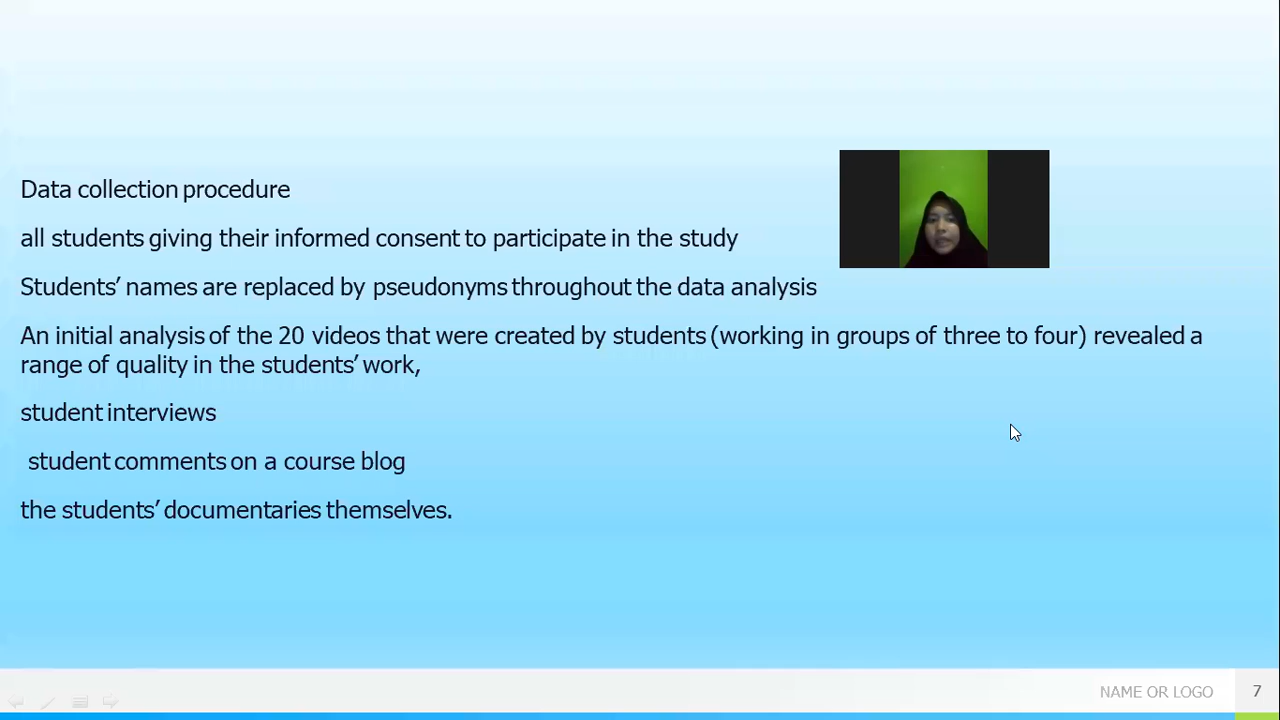 Data collection procedure
all students giving their informed consent to participate in the study
Students’ names are replaced by pseudonyms throughout the data analysis
An initial analysis of the 20 videos that were created by students (working in groups of three to four) revealed a
range of quality in the students’ work,
student interviews
student comments on a course blog
the students’ documentaries themselves.
NAME OR LOGO
7